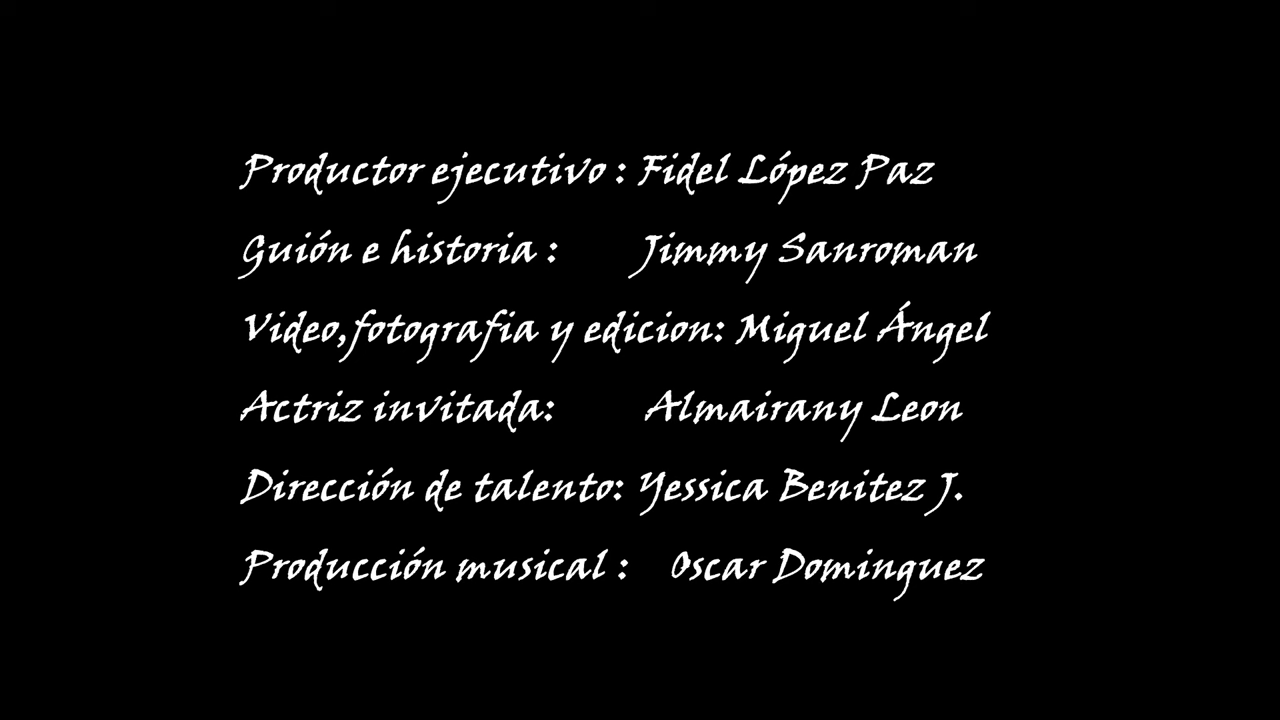 Productor ejecutivo : Fidel López Paz
Guión e historia : Jimmy Sanroman
Video,fotografia y edicion: Miguel Ángel
Actriz invitada: Almairany Leon
Dirección de talento: Yessica Benitez J.
Producción musical : Oscar Dominguez